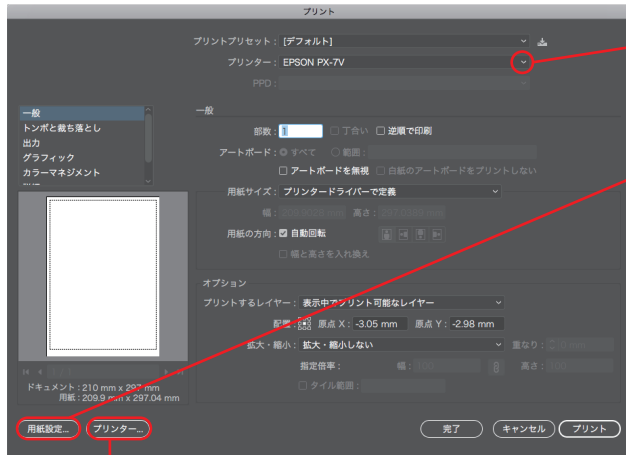 プリント
プリントプリセット： [デフォルト]
プリンター： EPSON PX-7V
PPD：
一般
トンボと裁ち落とし
出力
グラフィック
カラーマネジメント
一般
部数： 1 丁合い 逆順で印刷
アートボード： すべて 範囲：
アートボードを無視 白紙のアートボードをプリントしない
用紙サイズ： プリンタードライバーで定義
幅： 高さ：
用紙の方向： 自動回転
幅と高さを入れ換え
オプション
プリントするレイヤー： 表示中でプリント可能なレイヤー
配置： 原点 X： -3.05 mm 原点 Y： -2.98 mm
拡大・縮小： 拡大・縮小しない 重なり： 0 mm
指定倍率： 幅： 100 高さ： 100
タイル範囲：
ドキュメント：210 mm x 297 mm
用紙：209.9 mm x 297.04 mm
用紙設定... プリンター... 完了 キャンセル プリント